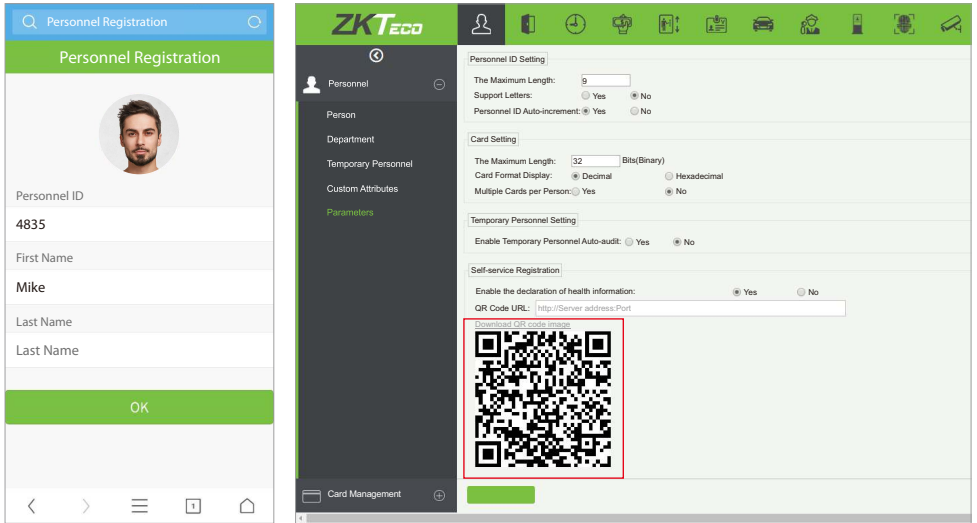 Personnel Registration
Personnel Registration
Personnel ID
4835
First Name
Mike
Last Name
Last Name
OK
1
ZKTeco
Personnel
Person
Department
Temporary Personnel
Custom Attributes
Parameters
Card Management
Personnel ID Setting
The Maximum Length: 9
Support Letters: Yes No
Personnel ID Auto-increment: Yes No
Card Setting
The Maximum Length: 32 Bits(Binary)
Card Format Display: Decimal Hexadecimal
Multiple Cards per Person: Yes No
Temporary Personnel Setting
Enable Temporary Personnel Auto-audit: Yes No
Self-service Registration
Enable the declaration of health information: Yes No
QR Code URL: http://Server address:Port
Download QR code image